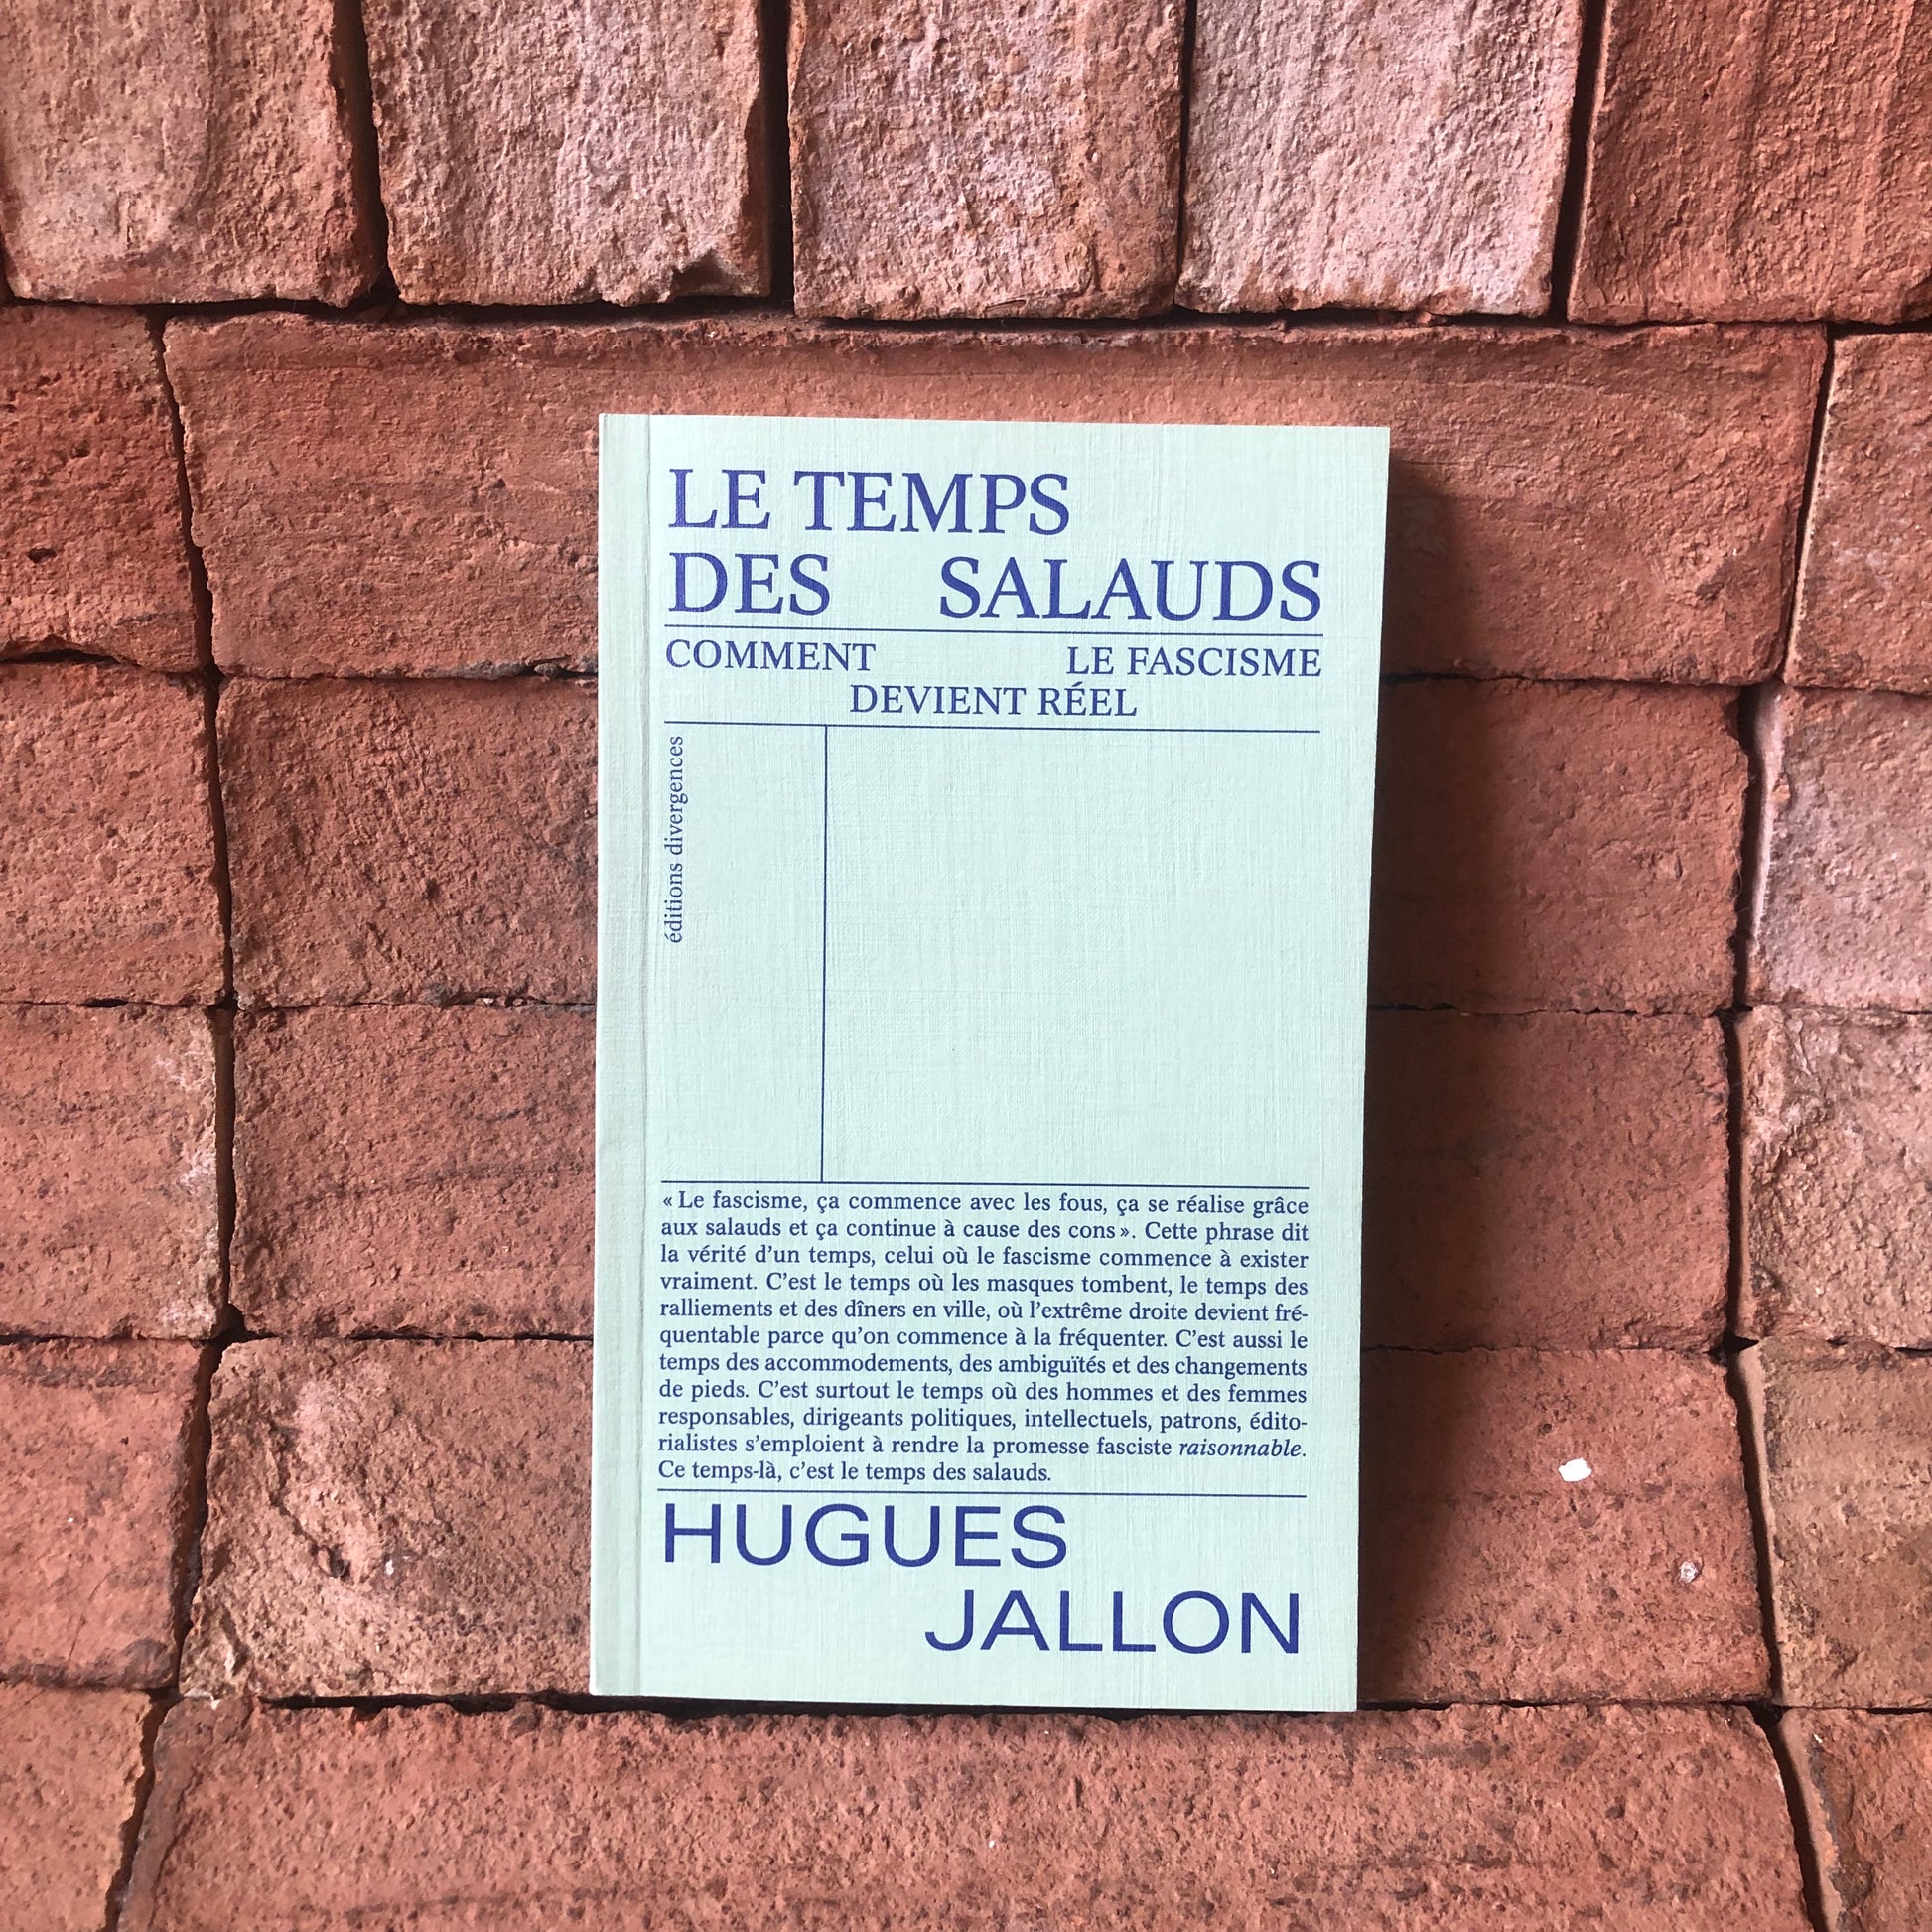 LE TEMPS
DES SALAUDS
COMMENT LE FASCISME
DEVIENT RÉEL
éditions divergences
« Le fascisme, ça commence avec les fous, ça se réalise grâce
aux salauds et ça continue à cause des cons ». Cette phrase dit
la vérité d’un temps, celui où le fascisme commence à exister
vraiment. C’est le temps où les masques tombent, le temps des
ralliements et des dîners en ville, où l’extrême droite devient fré-
quentable parce qu’on commence à la fréquenter. C’est aussi le
temps des accommodements, des ambiguïtés et des changements
de pieds. C’est surtout le temps où des hommes et des femmes
responsables, dirigeants politiques, intellectuels, patrons, édito-
rialistes s’emploient à rendre la promesse fasciste raisonnable.
Ce temps-là, c’est le temps des salauds.
HUGUES
JALLON